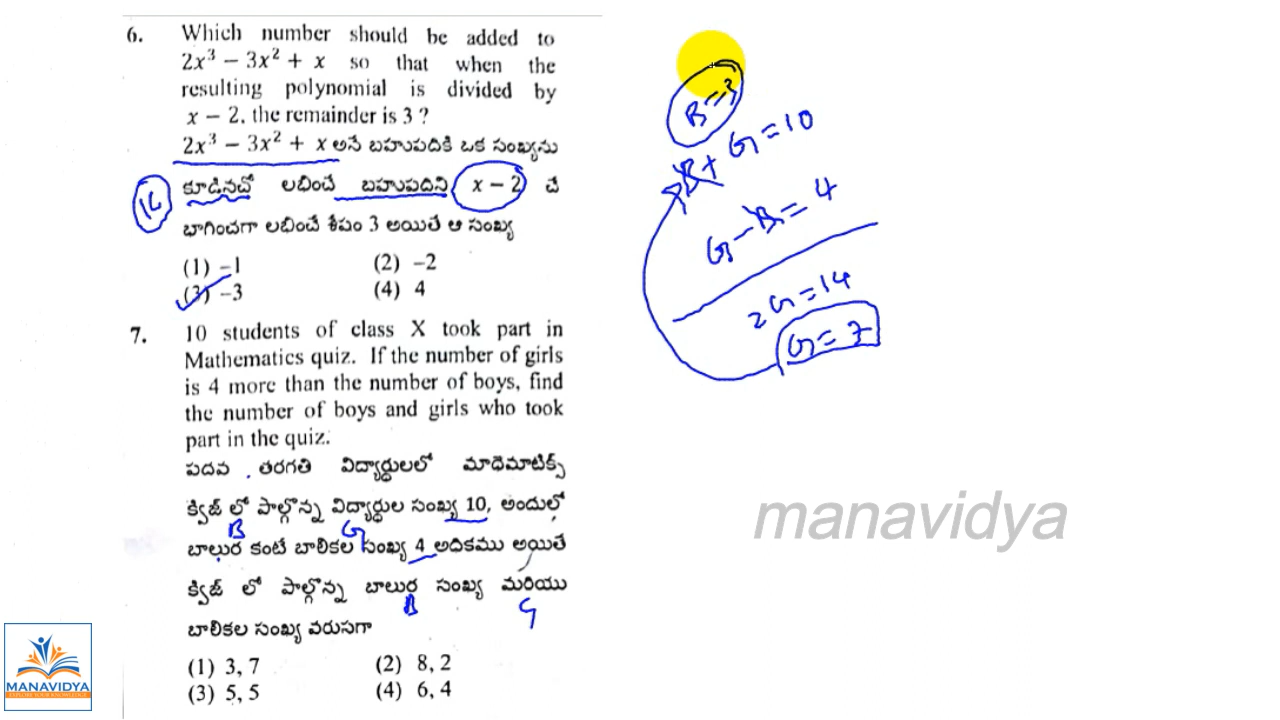 6. Which number should be added to
2x³ − 3x² + x so that when the
resulting polynomial is divided by
x − 2. the remainder is 3 ?
2x³ − 3x² + x అనే బహుపదికి ఒక సంఖ్యను
కూడినచో లభించే బహుపదిని x − 2 చే
భాగించగా లభించే శేషం 3 అయితే ఆ సంఖ్య
(1) −1 (2) −2
(3) −3 (4) 4
7. 10 students of class X took part in
Mathematics quiz. If the number of girls
is 4 more than the number of boys, find
the number of boys and girls who took
part in the quiz.
పదవ తరగతి విద్యార్థులలో మాథెమాటిక్స్
క్విజ్ లో పాల్గొన్న విద్యార్థుల సంఖ్య 10, అందులో
B G
బాలుర కంటే బాలికల సంఖ్య 4 అధికము అయితే
క్విజ్ లో పాల్గొన్న బాలుర సంఖ్య మరియు
B G
బాలికల సంఖ్య వరుసగా
(1) 3, 7 (2) 8, 2
(3) 5, 5 (4) 6, 4
B=3
B+G=10
G−B=4
2G=14
G=7
manavidya
MANAVIDYA